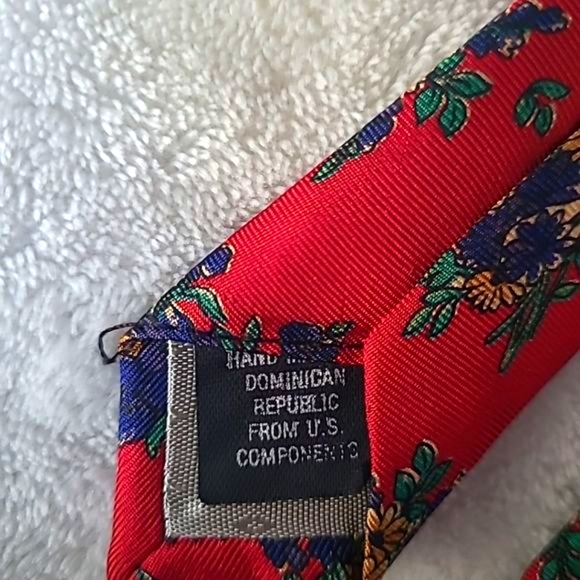 HAND
DOMINICAN
REPUBLIC
FROM U.S.
COMPONENTS